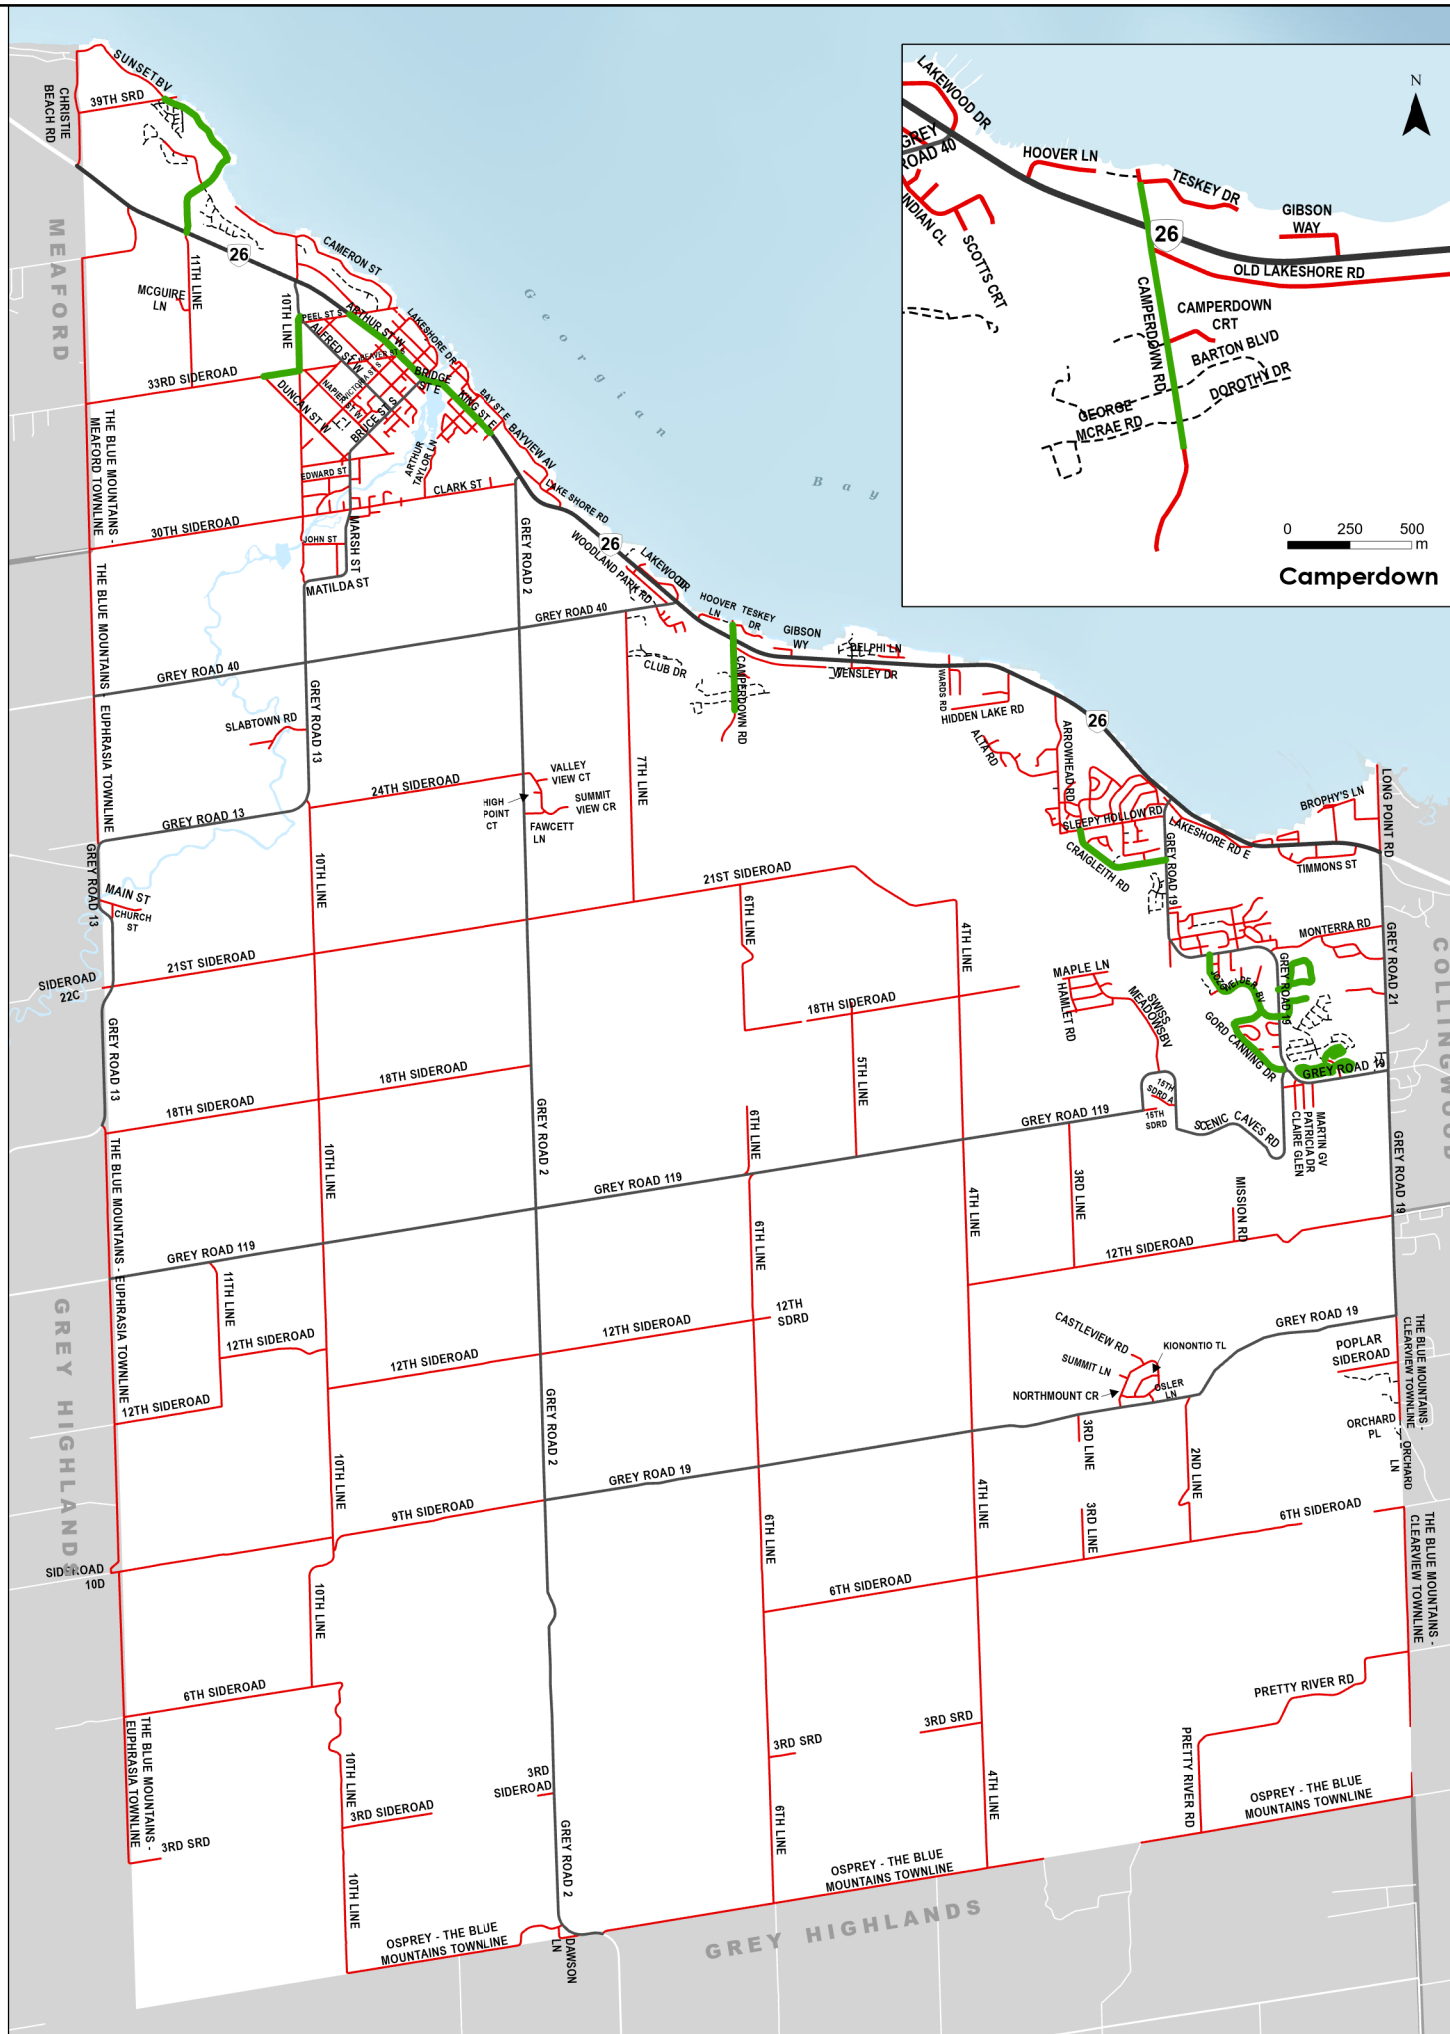 SUNSET BV
39TH SRD
CHRISTIE
BEACH RD
MEAFORD
26
CAMERON ST
11TH LINE
MCGUIRE
LN
10TH LINE
PEEL ST S
ARTHUR ST W
ALFRED ST W
LAKESHORE DR
BEAVER ST S
VICTORIA ST S
NAPIER ST W
BRIDGE
ST E
KING ST E
BAY ST E
BAYVIEW AV
33RD SIDEROAD
DUNCAN ST W
BRUCE ST S
ARTHUR
TAYLOR LN
EDWARD ST
CLARK ST
LAKE SHORE RD
THE BLUE MOUNTAINS -
MEAFORD TOWNLINE
30TH SIDEROAD
JOHN ST
MARSH ST
MATILDA ST
GREY ROAD 2
26
WOODLAND PARK RD
LAKEWOOD DR
Georgian
Bay
LAKEWOOD DR
GREY
ROAD 40
HOOVER LN
TESKEY DR
GIBSON
WAY
26
INDIAN CL
SCOTTS CRT
OLD LAKESHORE RD
CAMPERDOWN RD
CAMPERDOWN
CRT
BARTON BLVD
DOROTHY DR
GEORGE
MCRAE RD
N
0 250 500
m
Camperdown
GREY ROAD 40
HOOVER
LN
TESKEY
DR
GIBSON
WY
DELPHI LN
WENSLEY DR
CLUB DR
CAMPERDOWN RD
WARDS RD
HIDDEN LAKE RD
26
ALTA RD
ARROWHEAD RD
THE BLUE MOUNTAINS - EUPHRASIA TOWNLINE
GREY ROAD 40
SLABTOWN RD
GREY ROAD 13
7TH LINE
24TH SIDEROAD
VALLEY
VIEW CT
HIGH
POINT
CT
SUMMIT
VIEW CR
FAWCETT
LN
GREY ROAD 13
SLEEPY HOLLOW RD
LAKESHORE RD E
BROPHY'S LN
LONG POINT RD
CRAIGLEITH RD
GREY ROAD 19
TIMMONS ST
GREY ROAD 13
MAIN ST
CHURCH
ST
10TH LINE
21ST SIDEROAD
6TH LINE
4TH LINE
MONTERRA RD
GREY ROAD 21
COLLINGWOOD
21ST SIDEROAD
SIDEROAD
22C
MAPLE LN
HAMLET RD
SWISS
MEADOWS BV
18TH SIDEROAD
GREY ROAD 19
GORD CANNING DR
GREY ROAD 19
GREY ROAD 13
18TH SIDEROAD
18TH SIDEROAD
5TH LINE
GREY ROAD 2
6TH LINE
GREY ROAD 119
15TH
SDRD A
15TH
SDRD
SCENIC CAVES RD
MARTIN GV
PATRICIA DR
CLAIRE GLEN
GREY ROAD 19
THE BLUE MOUNTAINS - EUPHRASIA TOWNLINE
10TH LINE
GREY ROAD 119
GREY ROAD 119
6TH LINE
4TH LINE
3RD LINE
MISSION RD
12TH SIDEROAD
GREY HIGHLANDS
11TH LINE
12TH SIDEROAD
12TH SIDEROAD
12TH SIDEROAD
12TH SIDEROAD
12TH
SDRD
CASTLEVIEW RD
KIONONTIO TL
SUMMIT LN
NORTHMOUNT CR
OSLER
LN
GREY ROAD 19
POPLAR
SIDEROAD
THE BLUE MOUNTAINS -
CLEARVIEW TOWNLINE
ORCHARD
PL
ORCHARD
LN
10TH LINE
GREY ROAD 2
GREY ROAD 19
3RD LINE
2ND LINE
4TH LINE
9TH SIDEROAD
6TH LINE
3RD LINE
6TH SIDEROAD
THE BLUE MOUNTAINS -
CLEARVIEW TOWNLINE
SIDEROAD
10D
10TH LINE
6TH SIDEROAD
6TH SIDEROAD
THE BLUE MOUNTAINS -
EUPHRASIA TOWNLINE
10TH LINE
3RD SRD
3RD SRD
3RD
SIDEROAD
PRETTY RIVER RD
PRETTY RIVER RD
3RD SIDEROAD
3RD SRD
6TH LINE
4TH LINE
OSPREY - THE BLUE
MOUNTAINS TOWNLINE
GREY ROAD 2
10TH LINE
OSPREY - THE BLUE
MOUNTAINS TOWNLINE
OSPREY - THE BLUE
MOUNTAINS TOWNLINE
DAWSON
LN
GREY HIGHLANDS